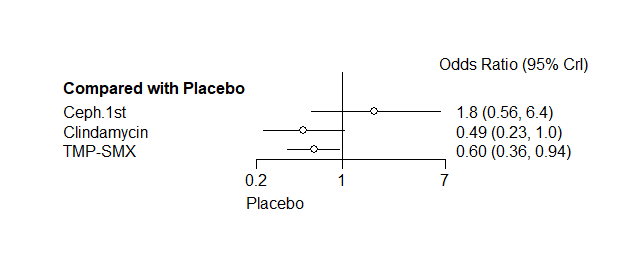 Odds Ratio (95% CrI)
Compared with Placebo
Ceph.1st 1.8 (0.56, 6.4)
Clindamycin 0.49 (0.23, 1.0)
TMP-SMX 0.60 (0.36, 0.94)
0.2 1 7
Placebo